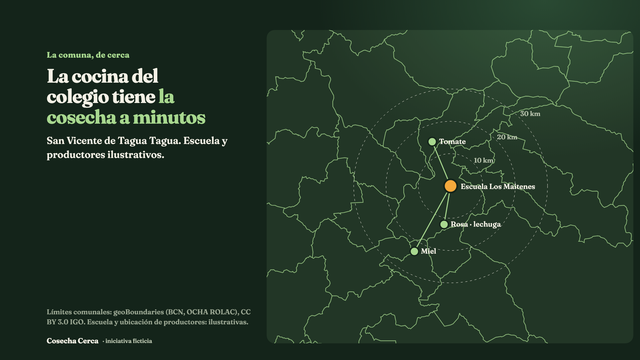 La comuna, de cerca
La cocina del
colegio tiene la
cosecha a minutos
San Vicente de Tagua Tagua. Escuela y
productores ilustrativos.
30 km
20 km
Tomate
10 km
Escuela Los Maitenes
Rosa · lechuga
Miel
Límites comunales: geoBoundaries (BCN, OCHA ROLAC), CC
BY 3.0 IGO. Escuela y ubicación de productores: ilustrativas.
Cosecha Cerca · iniciativa ficticia